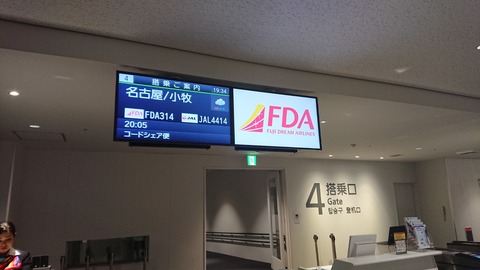 4 搭乗ご案内 19:34
名古屋/小牧
FDA314 JAL4414
20:05
コードシェア便
FDA
FUJI DREAM AIRLINES
4 搭乗口
Gate
탑승구 登机口